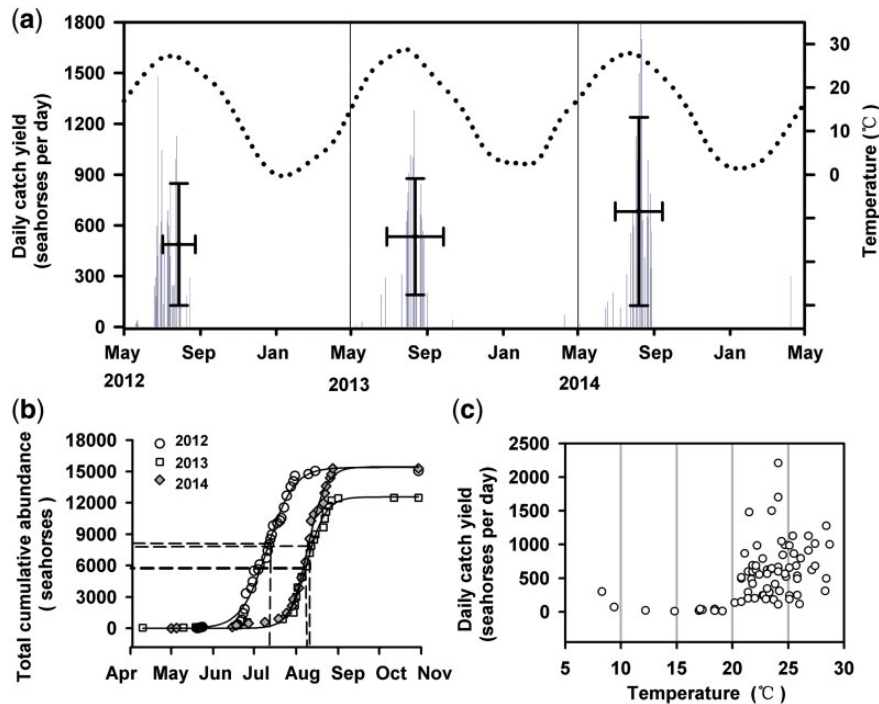 (a)
1800
1500
1200
900
600
300
0
Daily catch yield
(seahorses per day)
30
20
10
0
Temperature (℃)
May Sep Jan May Sep Jan May Sep Jan May
2012 2013 2014
(b)
18000
15000
12000
9000
6000
3000
0
Total cumulative abundance
( seahorses )
2012
2013
2014
Apr May Jun Jul Aug Sep Oct Nov
(c)
2500
2000
1500
1000
500
0
Daily catch yield
(seahorses per day)
5 10 15 20 25 30
Temperature (℃)